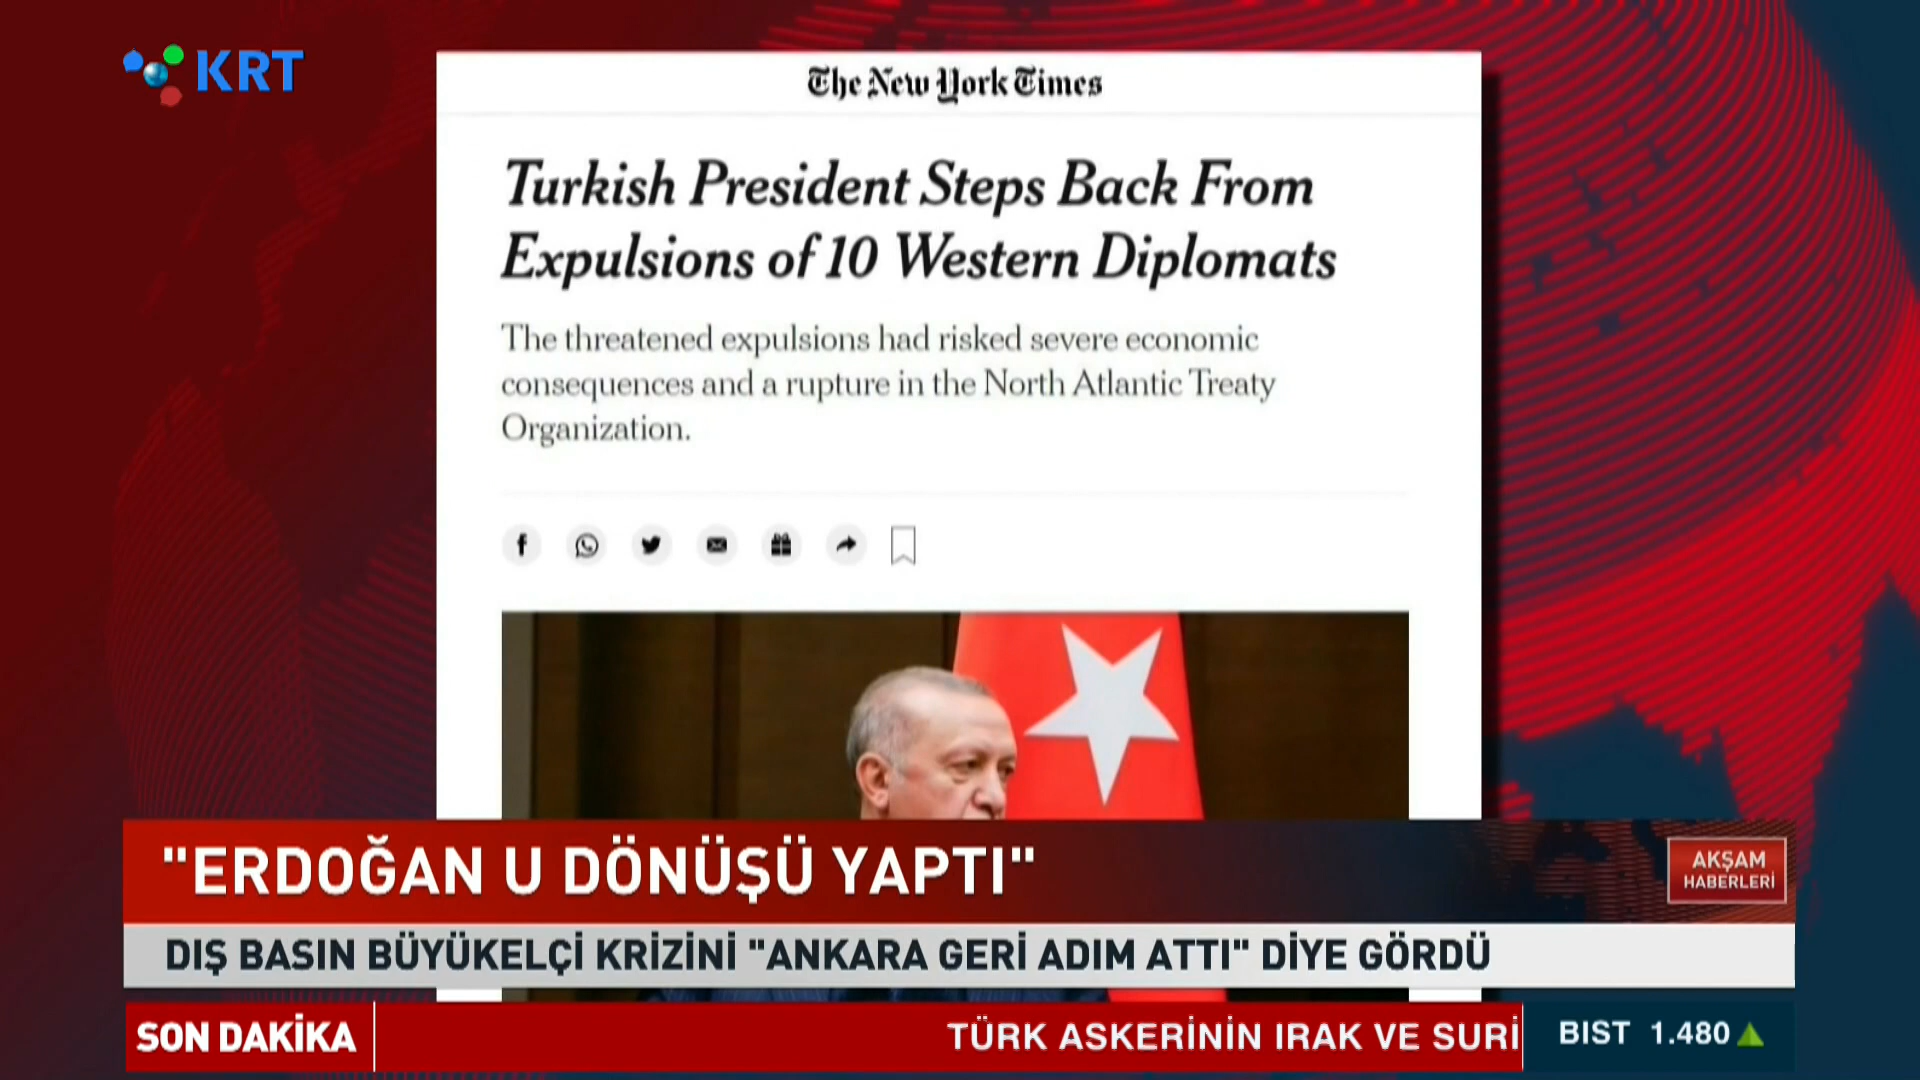 KRT
The New York Times
Turkish President Steps Back From
Expulsions of 10 Western Diplomats
The threatened expulsions had risked severe economic
consequences and a rupture in the North Atlantic Treaty
Organization.
"ERDOĞAN U DÖNÜŞÜ YAPTI"
AKŞAM
HABERLERİ
DIŞ BASIN BÜYÜKELÇİ KRİZİNİ "ANKARA GERİ ADIM ATTI" DİYE GÖRDÜ
SON DAKİKA
TÜRK ASKERİNİN IRAK VE SURİ
BIST 1.480